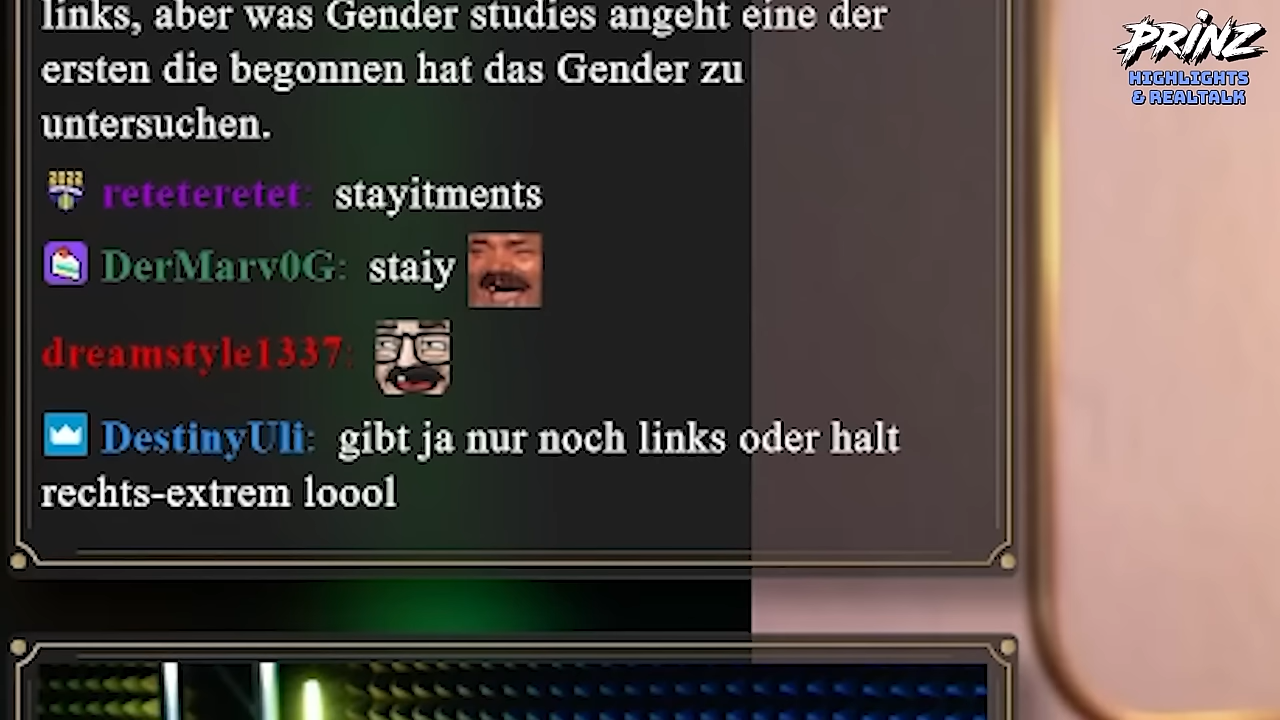 links, aber was Gender studies angeht eine der
ersten die begonnen hat das Gender zu
untersuchen.
reteteretet: stayitments
DerMarv0G: staiy
dreamstyle1337:
DestinyUli: gibt ja nur noch links oder halt
rechts-extrem loool
PRINZ
HIGHLIGHTS
& REALTALK